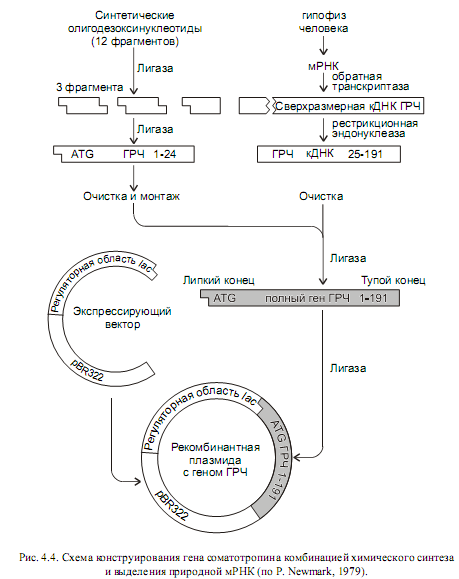 Синтетические
олигодезоксинуклеотиды
(12 фрагментов)
гипофиз
человека
Лигаза
мРНК
обратная
транскриптаза
3 фрагмента
Сверхразмерная кДНК ГРЧ
Лигаза
рестрикционная
эндонуклеаза
ATG ГРЧ 1-24
ГРЧ кДНК 25-191
Очистка и монтаж
Очистка
Лигаза
Липкий конец
Тупой конец
ATG полный ген ГРЧ 1-191
Регуляторная область lac
Экспрессирующий
вектор
pBR322
Лигаза
Регуляторная область lac
ATG ГРЧ 1-191
Рекомбинантная
плазмида
с геном ГРЧ
pBR322
Рис. 4.4. Схема конструирования гена соматотропина комбинацией химического синтеза
и выделения природной мРНК (по P. Newmark, 1979).